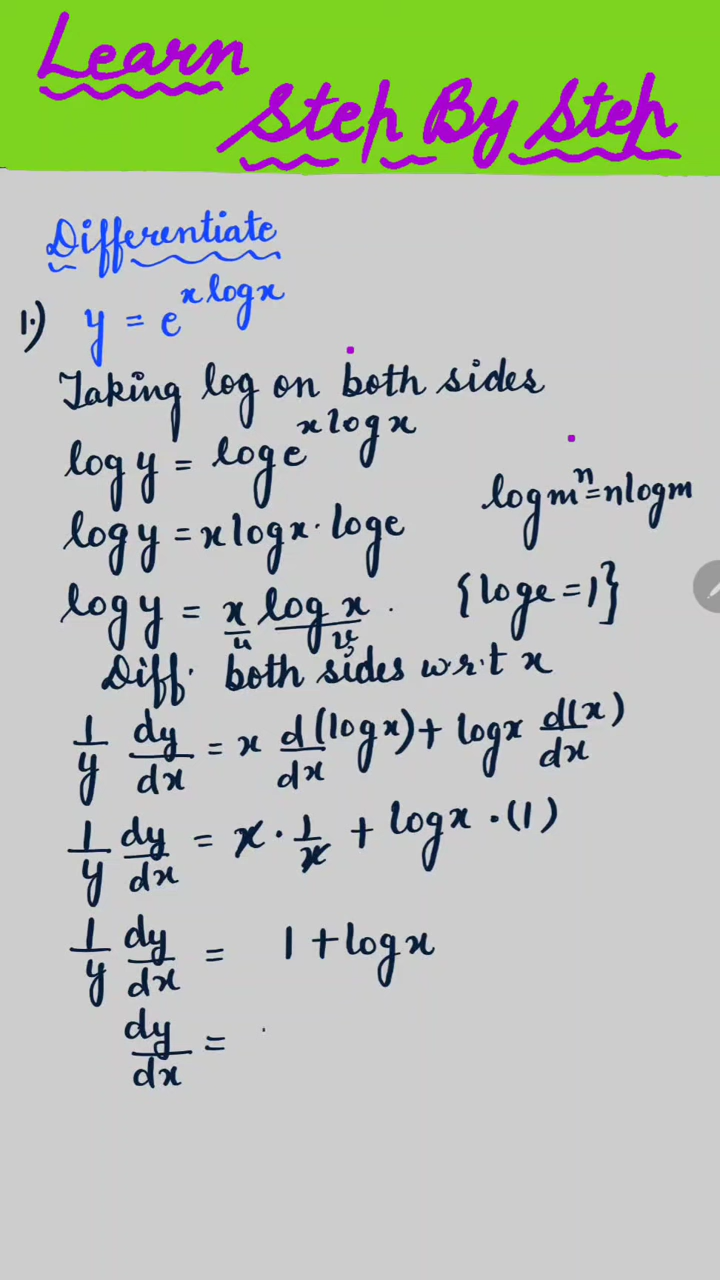 Learn
Step By Step
Differentiate
1.) y = e^{x log x}
Taking log on both sides
log y = log e^{x log x}
log m^n = n log m
log y = x log x · log e
log y = x log x . {log e = 1}
u v
Diff. both sides w.r.t x
1/y dy/dx = x d/dx (log x) + log x d(x)/dx
1/y dy/dx = x · 1/x + log x · (1)
1/y dy/dx = 1 + log x
dy/dx =